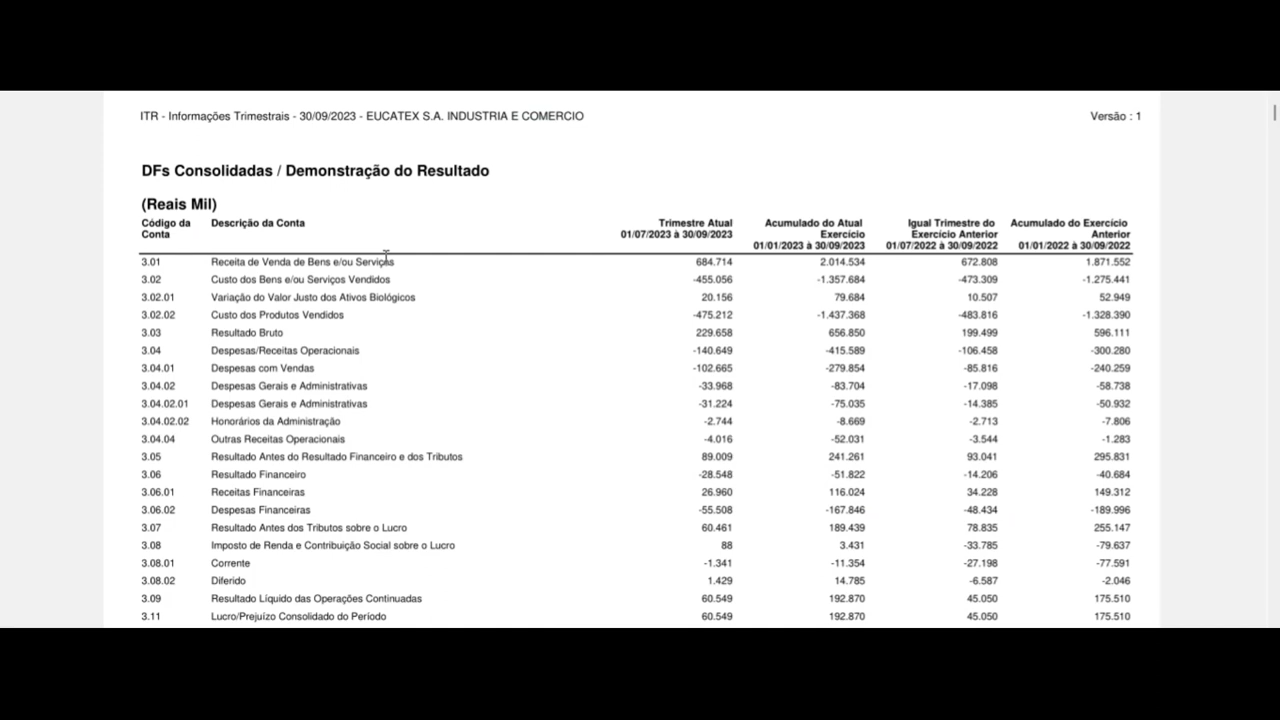 ITR - Informações Trimestrais - 30/09/2023 - EUCATEX S.A. INDUSTRIA E COMERCIO Versão : 1
DFs Consolidadas / Demonstração do Resultado
(Reais Mil)
Código da Conta Descrição da Conta Trimestre Atual 01/07/2023 à 30/09/2023 Acumulado do Atual Exercício 01/01/2023 à 30/09/2023 Igual Trimestre do Exercício Anterior 01/07/2022 à 30/09/2022 Acumulado do Exercício Anterior 01/01/2022 à 30/09/2022
3.01 Receita de Venda de Bens e/ou Serviços 684.714 2.014.534 672.808 1.871.552
3.02 Custo dos Bens e/ou Serviços Vendidos -455.056 -1.357.684 -473.309 -1.275.441
3.02.01 Variação do Valor Justo dos Ativos Biológicos 20.156 79.684 10.507 52.949
3.02.02 Custo dos Produtos Vendidos -475.212 -1.437.368 -483.816 -1.328.390
3.03 Resultado Bruto 229.658 656.850 199.499 596.111
3.04 Despesas/Receitas Operacionais -140.649 -415.589 -106.458 -300.280
3.04.01 Despesas com Vendas -102.665 -279.854 -85.816 -240.259
3.04.02 Despesas Gerais e Administrativas -33.968 -83.704 -17.098 -58.738
3.04.02.01 Despesas Gerais e Administrativas -31.224 -75.035 -14.385 -50.932
3.04.02.02 Honorários da Administração -2.744 -8.669 -2.713 -7.806
3.04.04 Outras Receitas Operacionais -4.016 -52.031 -3.544 -1.283
3.05 Resultado Antes do Resultado Financeiro e dos Tributos 89.009 241.261 93.041 295.831
3.06 Resultado Financeiro -28.548 -51.822 -14.206 -40.684
3.06.01 Receitas Financeiras 26.960 116.024 34.228 149.312
3.06.02 Despesas Financeiras -55.508 -167.846 -48.434 -189.996
3.07 Resultado Antes dos Tributos sobre o Lucro 60.461 189.439 78.835 255.147
3.08 Imposto de Renda e Contribuição Social sobre o Lucro 88 3.431 -33.785 -79.637
3.08.01 Corrente -1.341 -11.354 -27.198 -77.591
3.08.02 Diferido 1.429 14.785 -6.587 -2.046
3.09 Resultado Líquido das Operações Continuadas 60.549 192.870 45.050 175.510
3.11 Lucro/Prejuízo Consolidado do Período 60.549 192.870 45.050 175.510